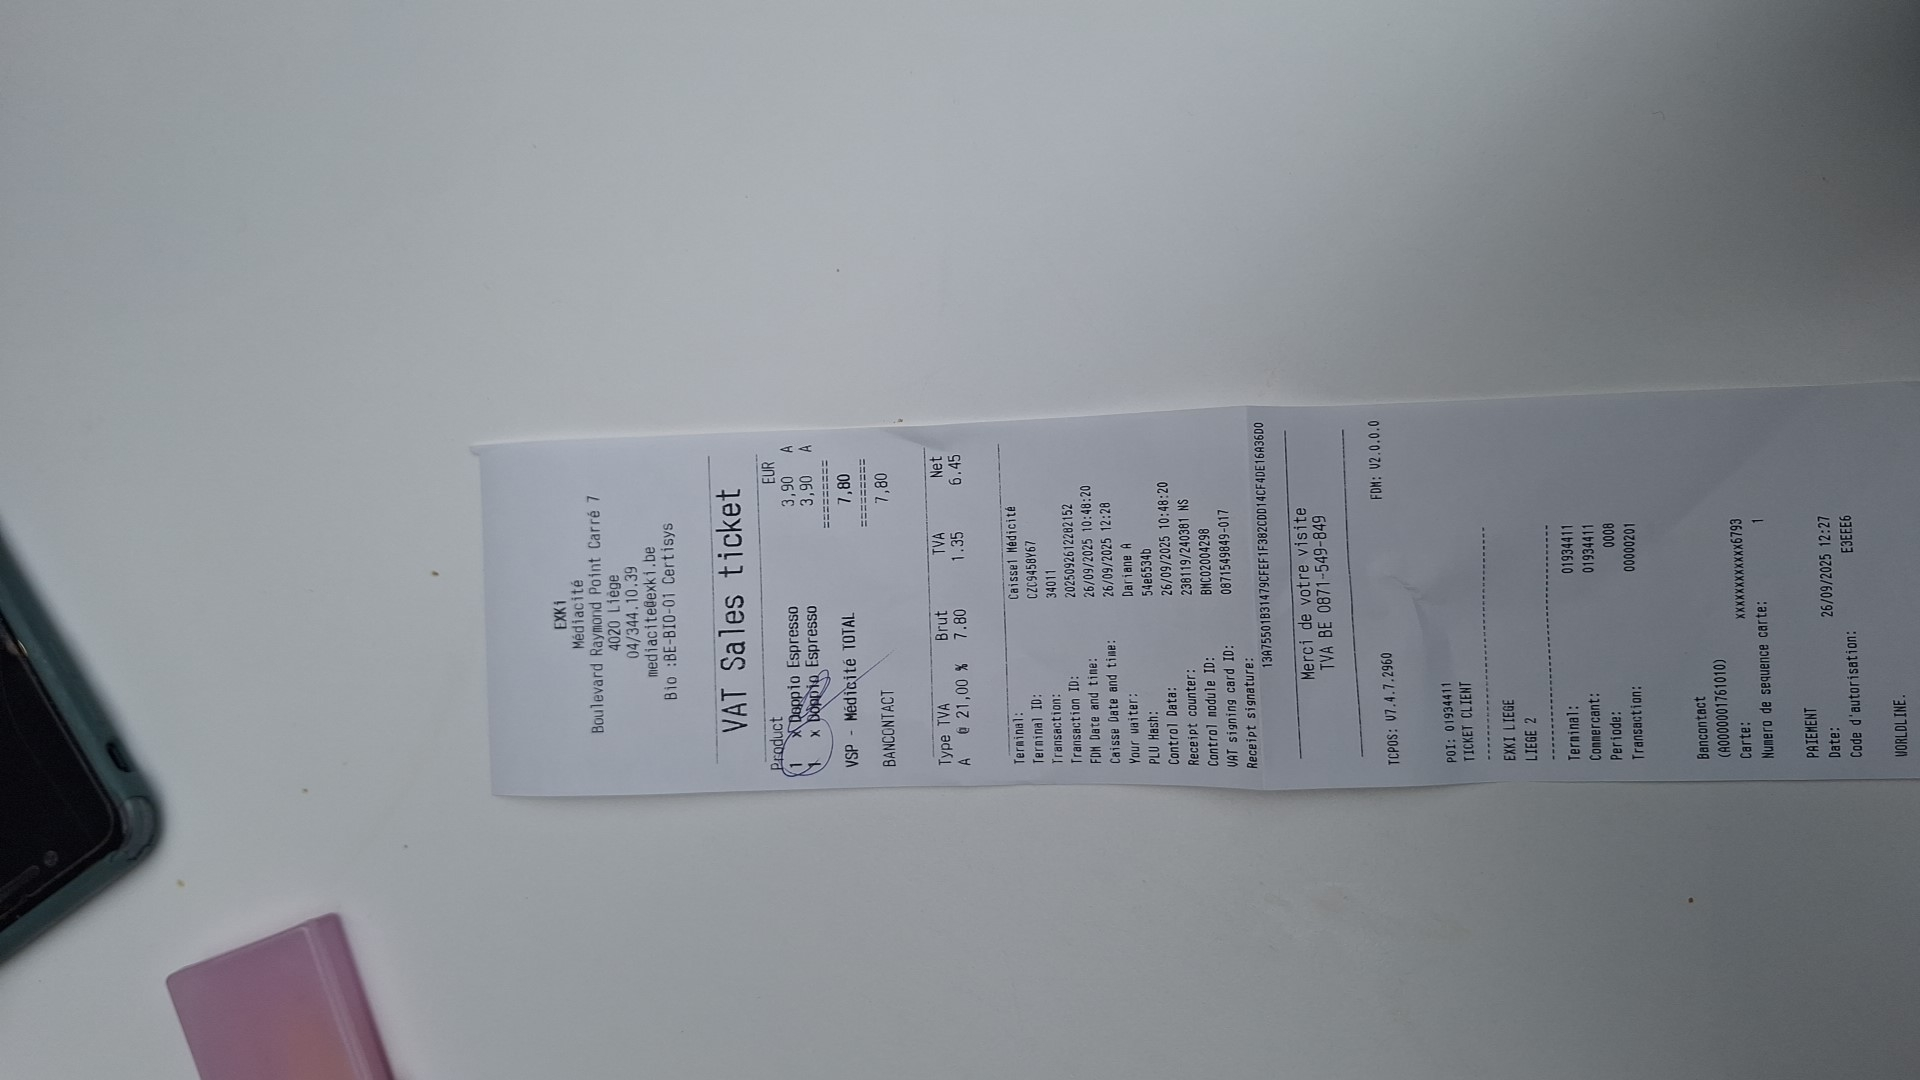 EXKi
Médiacité
Boulevard Raymond Point Carré 7
4020 Liège
04/344.10.39
mediacite@exki.be
Bio :BE-BIO-01 Certisys
VAT Sales ticket
Product EUR
1 x Doppio Espresso 3,90 A
1 x Doppio Espresso 3,90 A
========
VSP - Médicité TOTAL 7,80
=========
BANCONTACT 7,80
Type TVA Brut TVA Net
A @ 21,00 % 7.80 1.35 6.45
Terminal: Caisse1 Médicité
Terminal ID: CZC9458Y67
Transaction: 34011
Transaction ID: 2025092612282152
FDM Date and time: 26/09/2025 10:48:20
Caisse Date and time: 26/09/2025 12:28
Your waiter: Dariane A
PLU Hash: 54e6534b
Control Data: 26/09/2025 10:48:20
Receipt counter: 238119/240381 NS
Control module ID: BMC02004298
VAT signing card ID: 0871549849-017
Receipt signature:
13A75501B31479CFEF1F382CDD14CF4DE16A36D0
Merci de votre visite
TVA BE 0871-549-849
TCPOS: V7.4.7.2960 FDM: V2.0.0.0
POI: 01934411
TICKET CLIENT
EXKI LIEGE
LIEGE 2
Terminal: 01934411
Commercant: 01934411
Periode: 0008
Transaction: 00000201
Bancontact
(A0000001761010)
Carte: xxxxxxxxxxxxx6793
Numero de sequence carte: 1
PAIEMENT
Date: 26/09/2025 12:27
Code d'autorisation: E3EEE6
WORLDLINE.